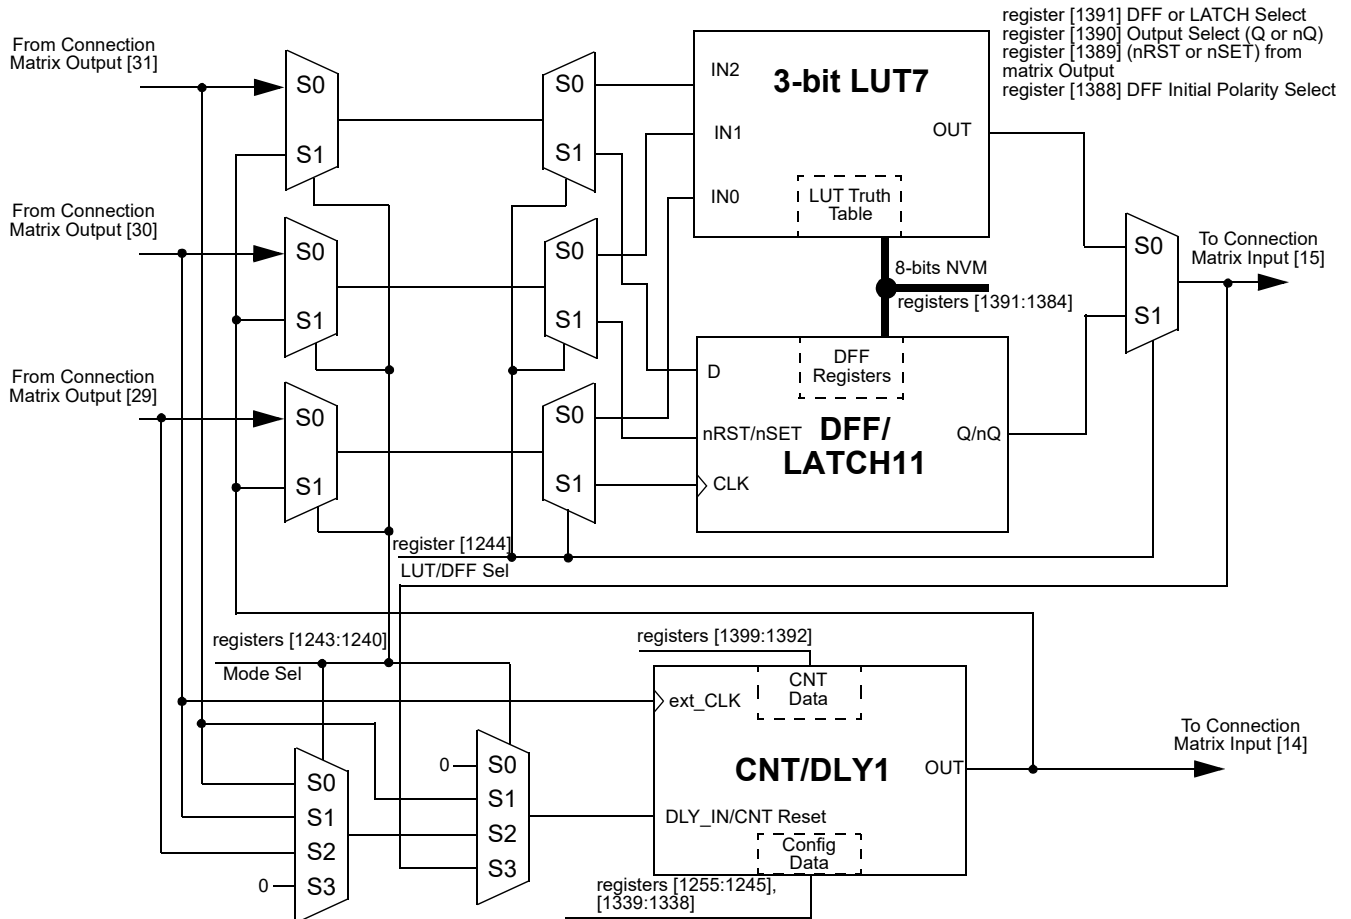 register [1391] DFF or LATCH Select
register [1390] Output Select (Q or nQ)
register [1389] (nRST or nSET) from
matrix Output
register [1388] DFF Initial Polarity Select
From Connection
Matrix Output [31]
S0
S1
S0
S1
IN2
3-bit LUT7
IN1
OUT
IN0
LUT Truth
Table
From Connection
Matrix Output [30]
S0
S1
S0
S1
8-bits NVM
registers [1391:1384]
S0
S1
To Connection
Matrix Input [15]
From Connection
Matrix Output [29]
S0
S1
S0
S1
D
DFF
Registers
nRST/nSET
DFF/
LATCH11
Q/nQ
CLK
register [1244]
LUT/DFF Sel
registers [1243:1240]
Mode Sel
registers [1399:1392]
CNT
Data
ext_CLK
CNT/DLY1
OUT
To Connection
Matrix Input [14]
DLY_IN/CNT Reset
Config
Data
0
S0
S1
S2
S3
S0
S1
S2
0
S3
registers [1255:1245],
[1339:1338]